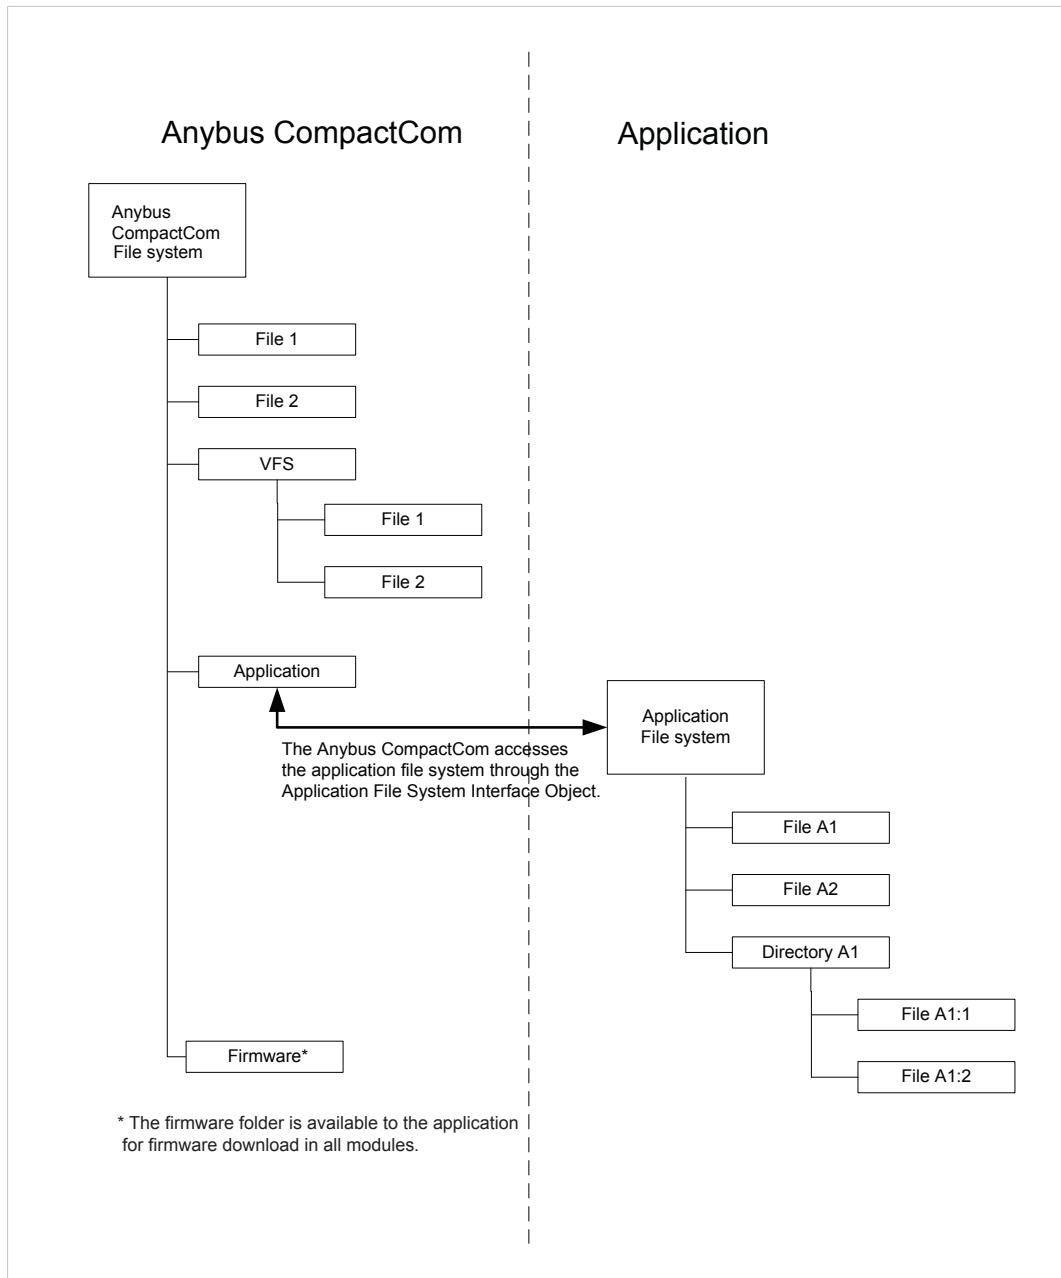 Anybus CompactCom
Application
Anybus
CompactCom
File system
File 1
File 2
VFS
File 1
File 2
Application
The Anybus CompactCom accesses
the application file system through the
Application File System Interface Object.
Application
File system
File A1
File A2
Directory A1
File A1:1
File A1:2
Firmware*
* The firmware folder is available to the application
for firmware download in all modules.